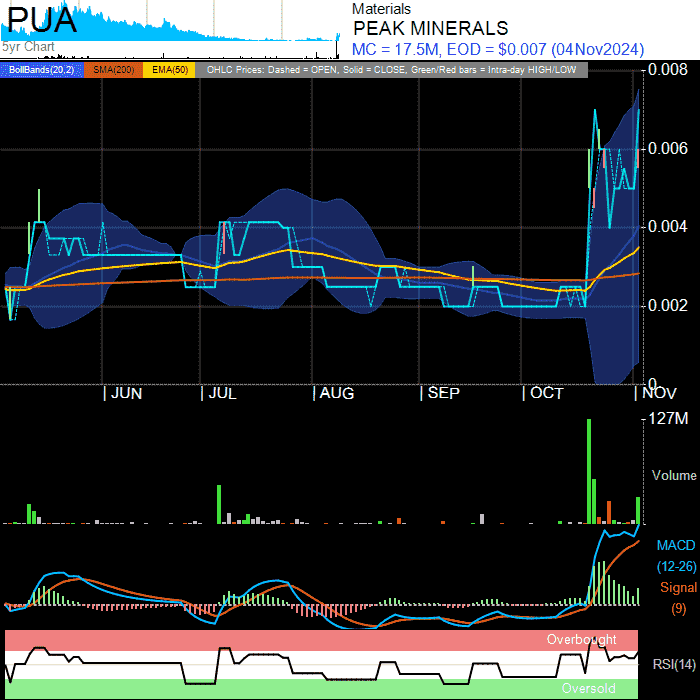 PUA
5yr Chart
Materials
PEAK MINERALS
MC = 17.5M, EOD = $0.007 (04Nov2024)
BollBands(20,2) SMA(200) EMA(50) OHLC Prices: Dashed = OPEN, Solid = CLOSE, Green/Red bars = Intra-day HIGH/LOW
0.008
0.006
0.004
0.002
0
| JUN | JUL | AUG | SEP | OCT | NOV
127M
Volume
MACD
(12-26)
Signal
(9)
Overbought
RSI(14)
Oversold